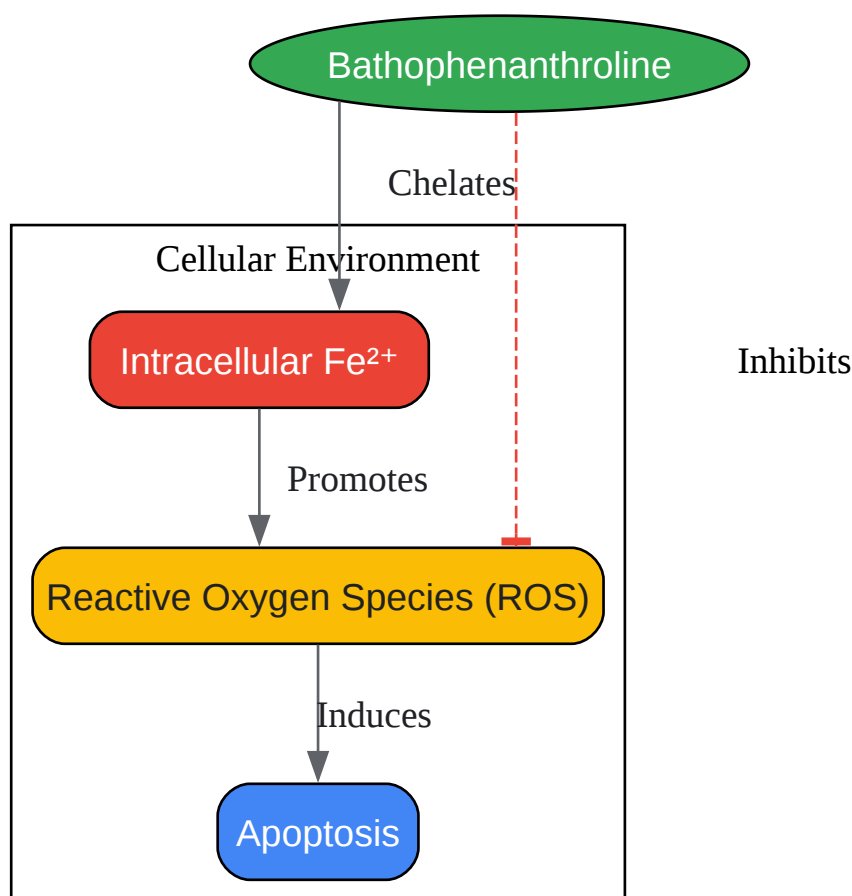 Bathophenanthroline
Chelates
Cellular Environment
Intracellular Fe²⁺
Inhibits
Promotes
Reactive Oxygen Species (ROS)
Induces
Apoptosis